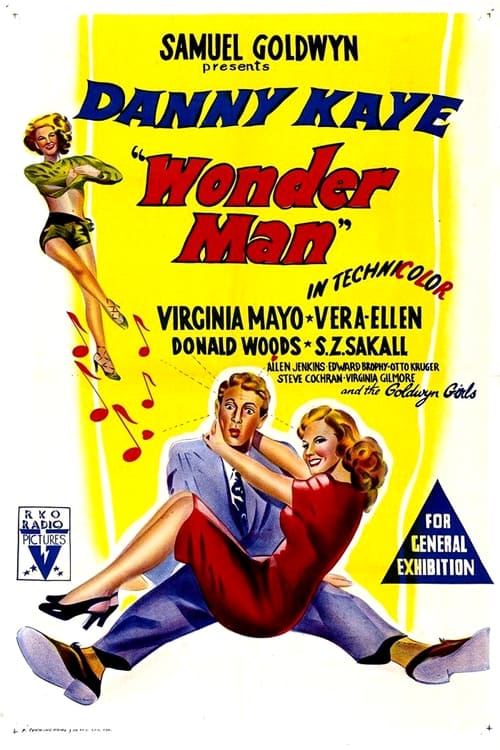 SAMUEL GOLDWYN
presents
DANNY KAYE
"Wonder
Man"
IN TECHNICOLOR
VIRGINIA MAYO ★ VERA-ELLEN
DONALD WOODS ★ S.Z. SAKALL
ALLEN JENKINS · EDWARD BROPHY · OTTO KRUGER
STEVE COCHRAN · VIRGINIA GILMORE
and the Goldwyn Girls
RKO
RADIO
PICTURES
FOR
GENERAL
EXHIBITION